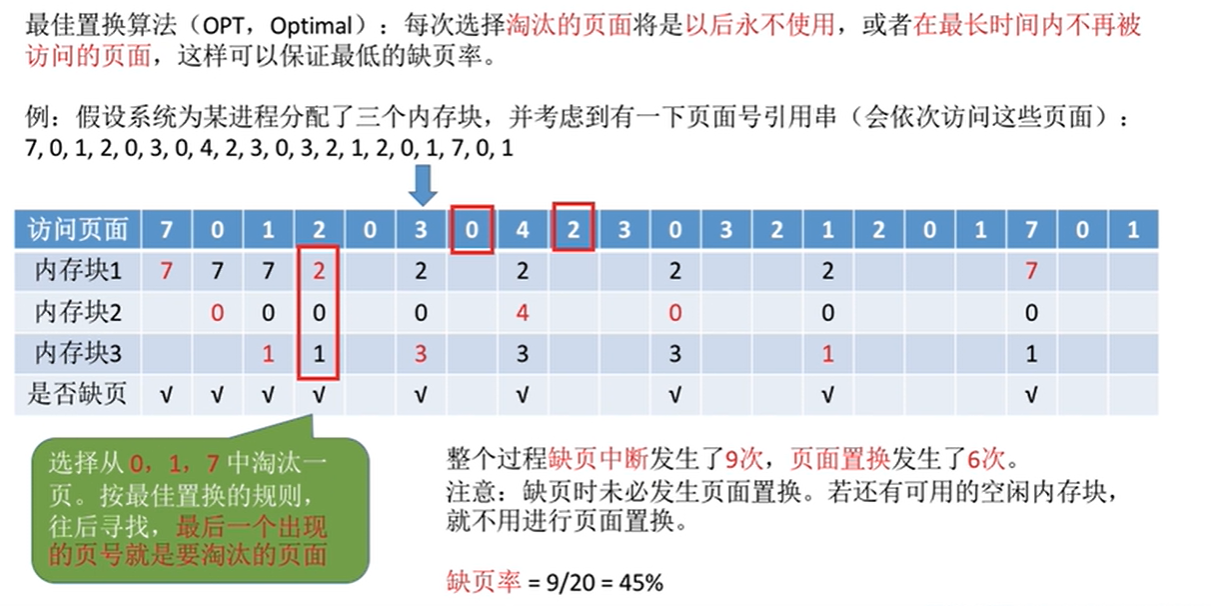 最佳置换算法（OPT，Optimal）：每次选择淘汰的页面将是以后永不使用，或者在最长时间内不再被
访问的页面，这样可以保证最低的缺页率。
例：假设系统为某进程分配了三个内存块，并考虑到有一下页面号引用串（会依次访问这些页面）：
7, 0, 1, 2, 0, 3, 0, 4, 2, 3, 0, 3, 2, 1, 2, 0, 1, 7, 0, 1
访问页面 7 0 1 2 0 3 0 4 2 3 0 3 2 1 2 0 1 7 0 1
内存块1 7 7 7 2 2 2 2 2 7
内存块2 0 0 0 0 4 0 0 0
内存块3 1 1 3 3 3 1 1
是否缺页 √ √ √ √ √ √ √ √ √
选择从 0，1，7 中淘汰一
页。按最佳置换的规则，
往后寻找，最后一个出现
的页号就是要淘汰的页面
整个过程缺页中断发生了9次，页面置换发生了6次。
注意：缺页时未必发生页面置换。若还有可用的空闲内存块，
就不用进行页面置换。
缺页率 = 9/20 = 45%